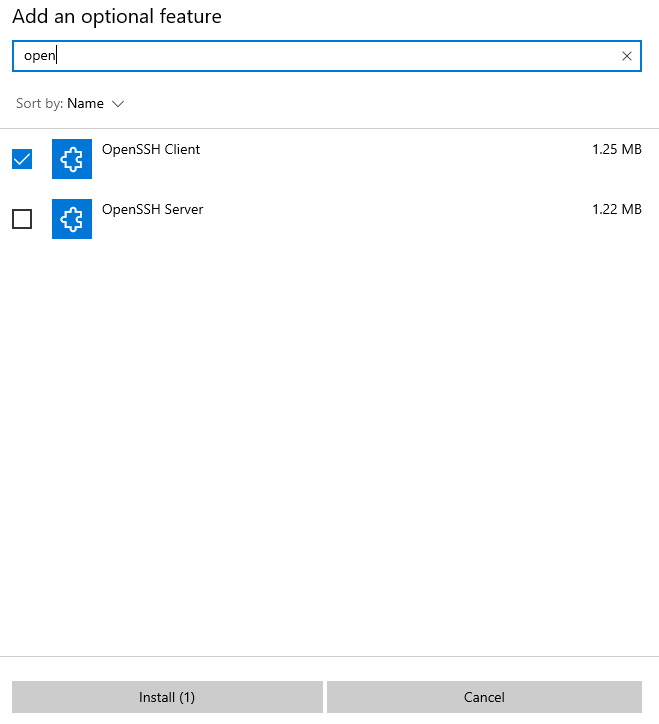 Add an optional feature
open
Sort by: Name
OpenSSH Client 1.25 MB
OpenSSH Server 1.22 MB
Install (1) Cancel